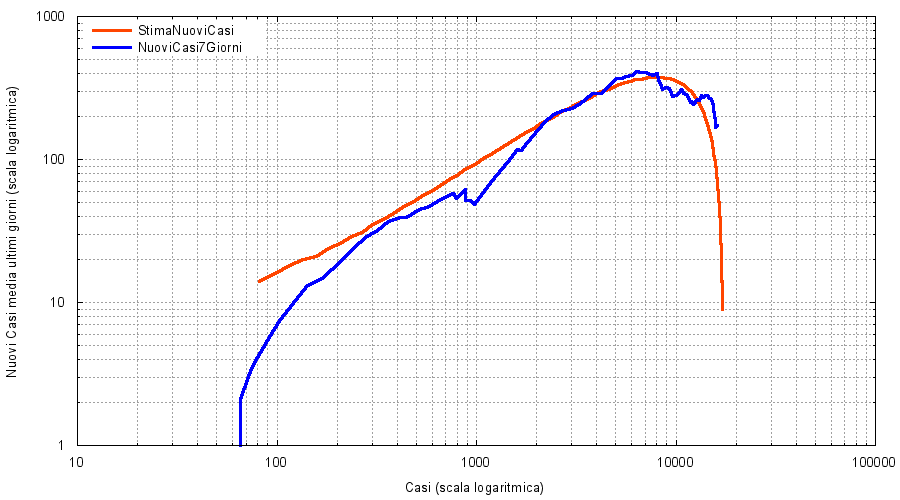 1000
StimaNuoviCasi
NuoviCasi7Giorni
100
10
1
Nuovi Casi media ultimi giorni (scala logaritmica)
10
100
1000
10000
100000
Casi (scala logaritmica)